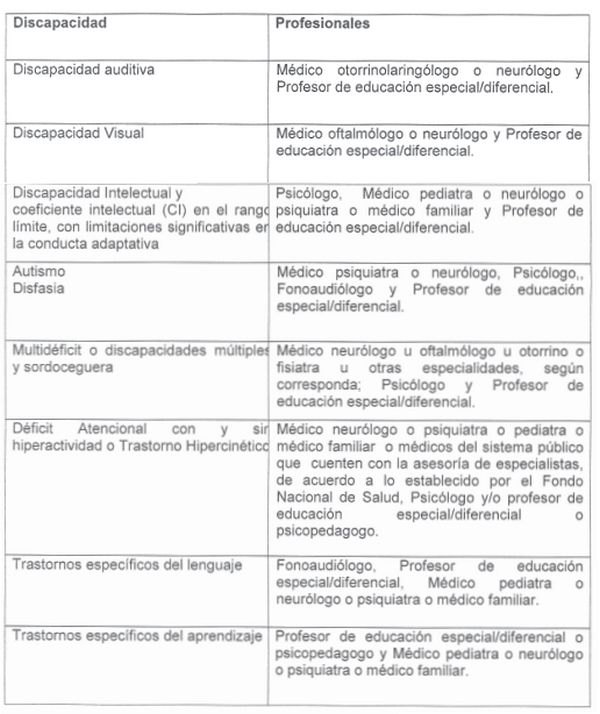 Discapacidad
Profesionales
Discapacidad auditiva
Médico otorrinolaringólogo o neurólogo y
Profesor de educación especial/diferencial.
Discapacidad Visual
Médico oftalmólogo o neurólogo y Profesor de
educación especial/diferencial.
Discapacidad Intelectual y
coeficiente intelectual (CI) en el rango
límite, con limitaciones significativas en
la conducta adaptativa
Psicólogo, Médico pediatra o neurólogo o
psiquiatra o médico familiar y Profesor de
educación especial/diferencial.
Autismo
Disfasia
Médico psiquiatra o neurólogo, Psicólogo,,
Fonoaudiólogo y Profesor de educación
especial/diferencial.
Multidéficit o discapacidades múltiples
y sordoceguera
Médico neurólogo u oftalmólogo u otorrino o
fisiatra u otras especialidades, según
corresponda; Psicólogo y Profesor de
educación especial/diferencial.
Déficit Atencional con y sin
hiperactividad o Trastorno Hipercinético
Médico neurólogo o psiquiatra o pediatra o
médico familiar o médicos del sistema público
que cuenten con la asesoría de especialistas,
de acuerdo a lo establecido por el Fondo
Nacional de Salud, Psicólogo y/o profesor de
educación especial/diferencial o
psicopedagogo.
Trastornos específicos del lenguaje
Fonoaudiólogo, Profesor de educación
especial/diferencial, Médico pediatra o
neurólogo o psiquiatra o médico familiar.
Trastornos específicos del aprendizaje
Profesor de educación especial/diferencial o
psicopedagogo y Médico pediatra o neurólogo
o psiquiatra o médico familiar.